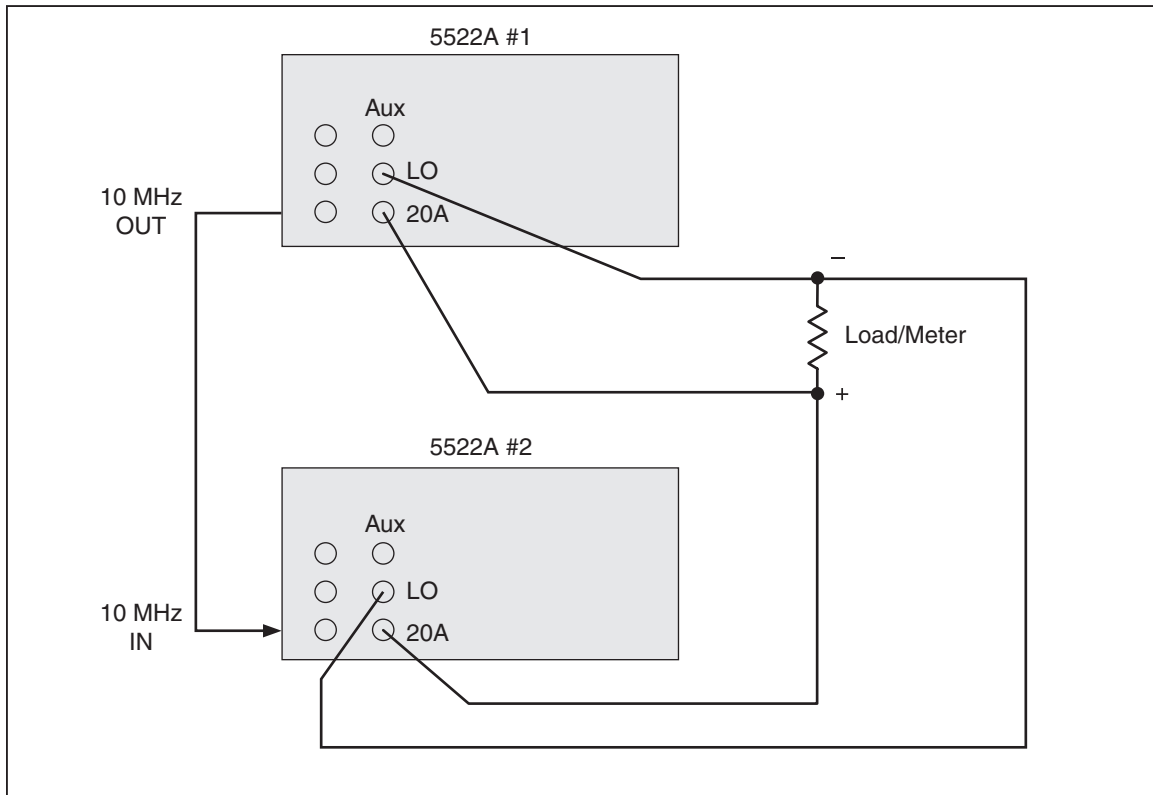 5522A #1
Aux
LO
20A
10 MHz
OUT
–
Load/Meter
+
5522A #2
Aux
LO
20A
10 MHz
IN